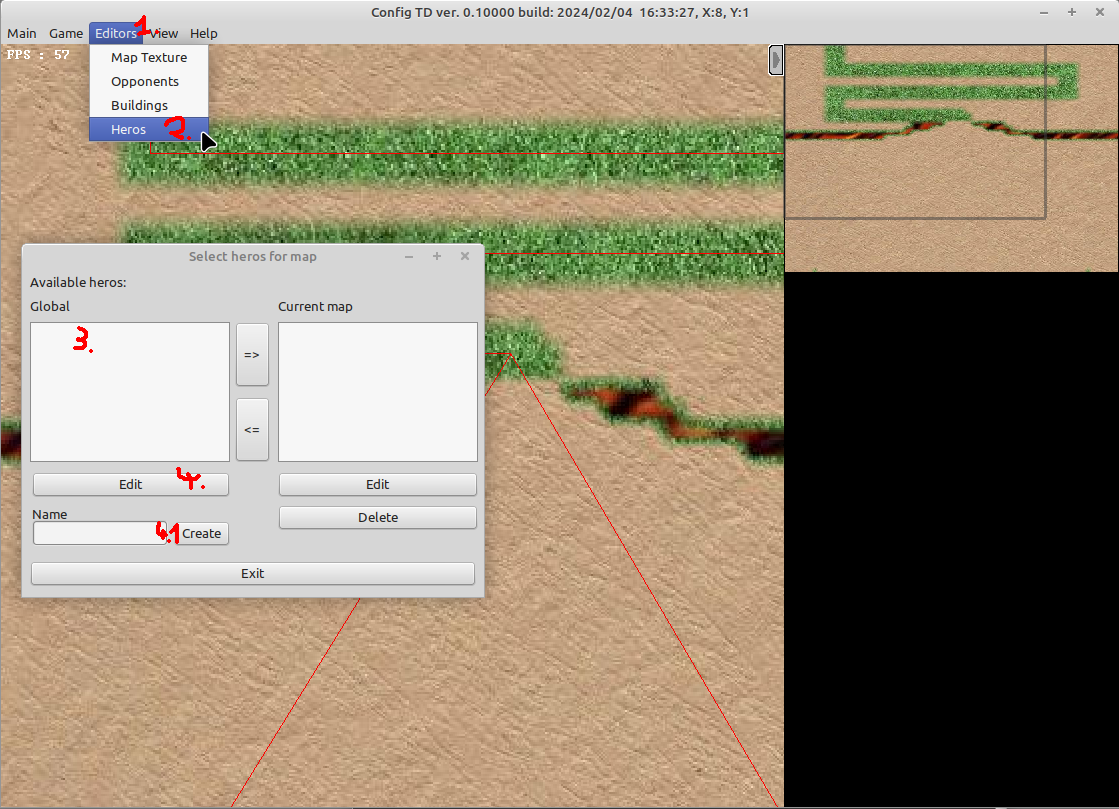 Config TD ver. 0.10000 build: 2024/02/04 16:33:27, X:8, Y:1
Main Game Editors 1. View Help
FPS : 57
Map Texture
Opponents
Buildings
Heros 2.
Select heros for map
Available heros:
Global Current map
3.
=>
<=
Edit 4. Edit
Name
4.1 Create
Delete
Exit